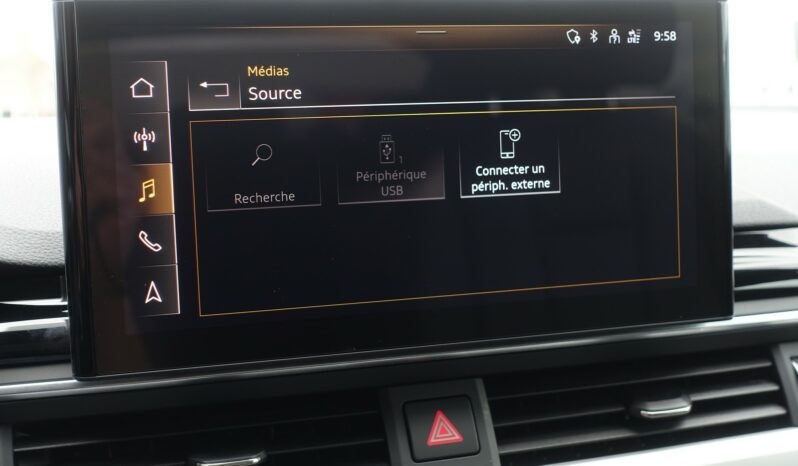 9:58
Médias
Source
Recherche
1
Périphérique
USB
Connecter un
périph. externe